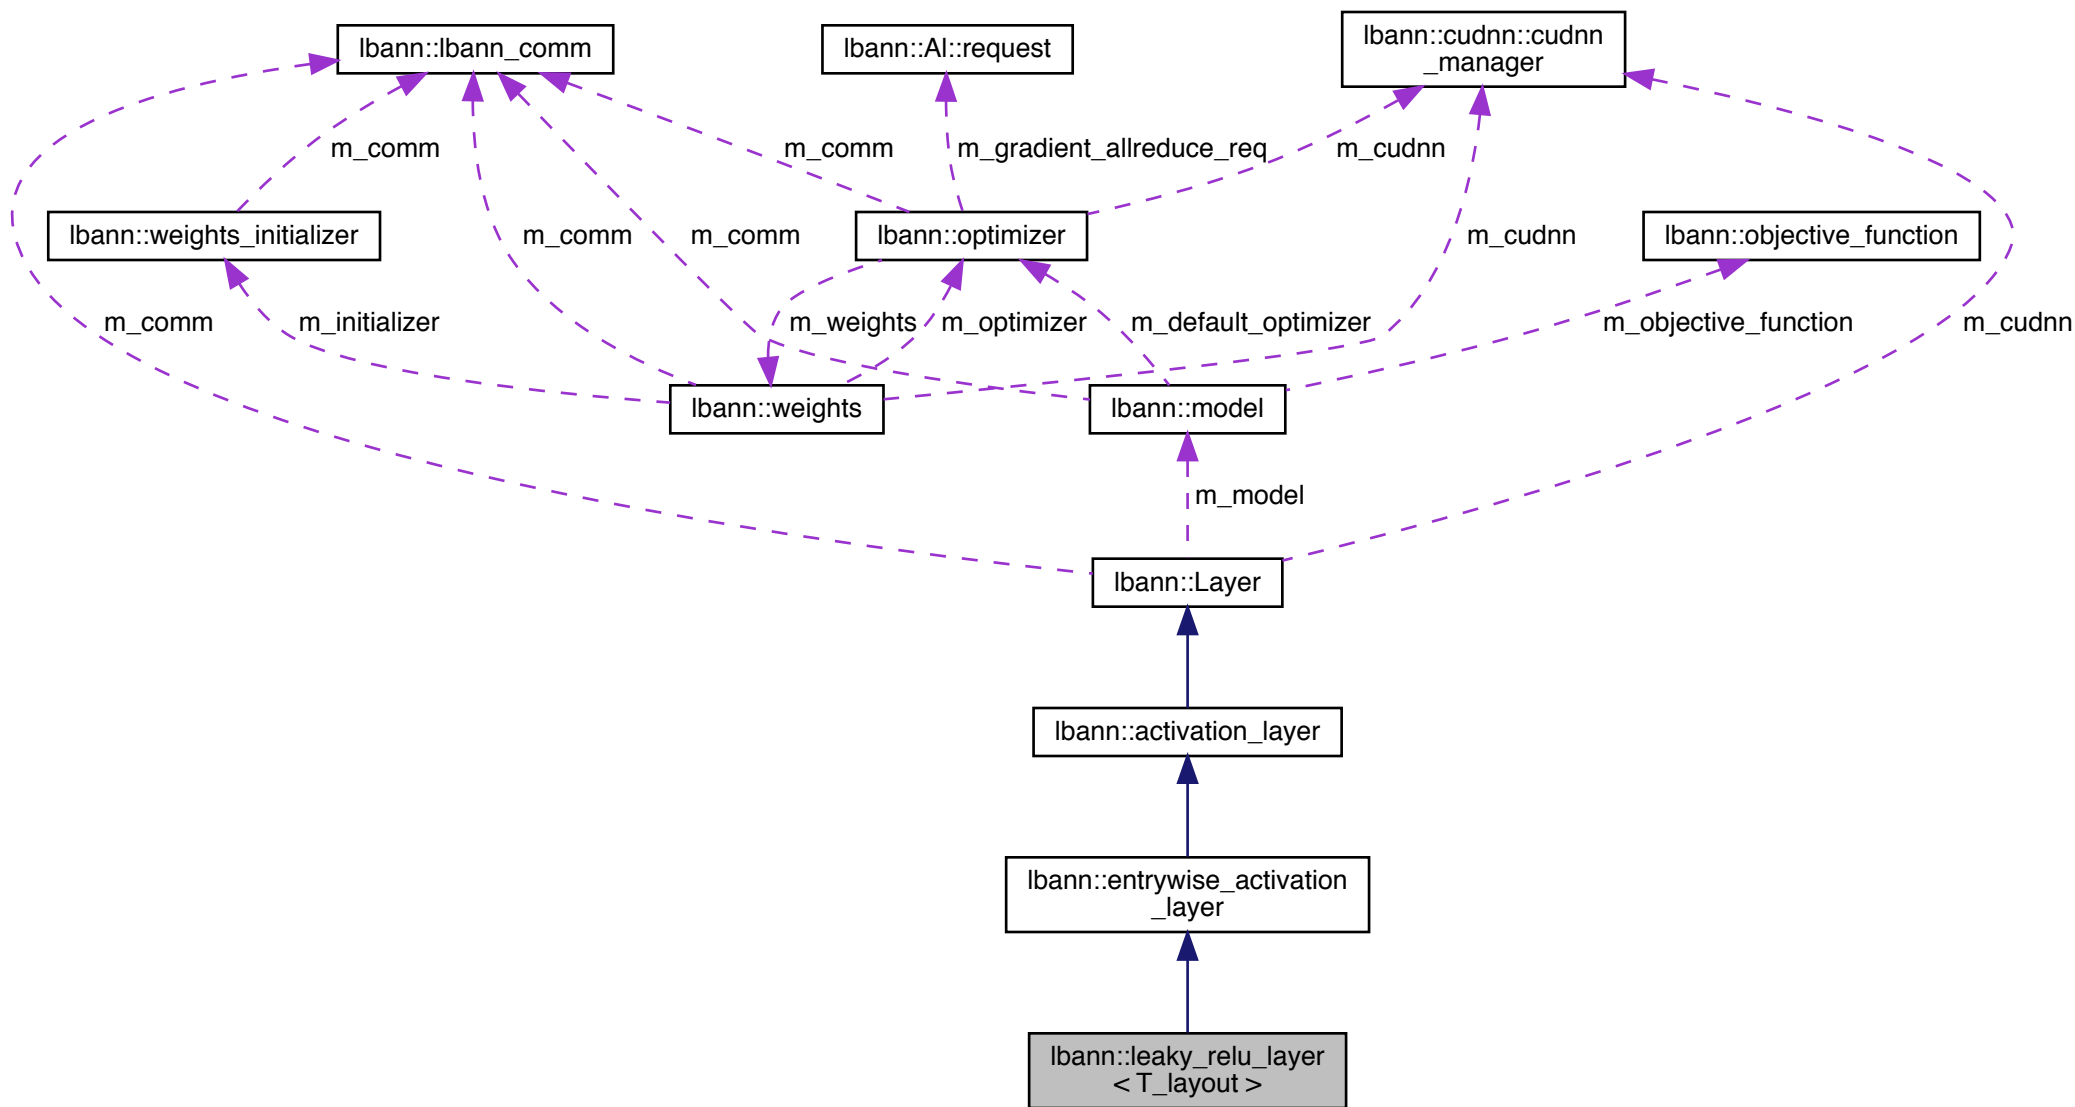 lbann::lbann_comm
lbann::Al::request
lbann::cudnn::cudnn
_manager
m_comm
m_comm
m_gradient_allreduce_req
m_cudnn
lbann::weights_initializer
m_comm
m_comm
lbann::optimizer
m_cudnn
lbann::objective_function
m_comm
m_initializer
m_weights
m_optimizer
m_default_optimizer
m_objective_function
m_cudnn
lbann::weights
lbann::model
m_model
lbann::Layer
lbann::activation_layer
lbann::entrywise_activation
_layer
lbann::leaky_relu_layer
< T_layout >